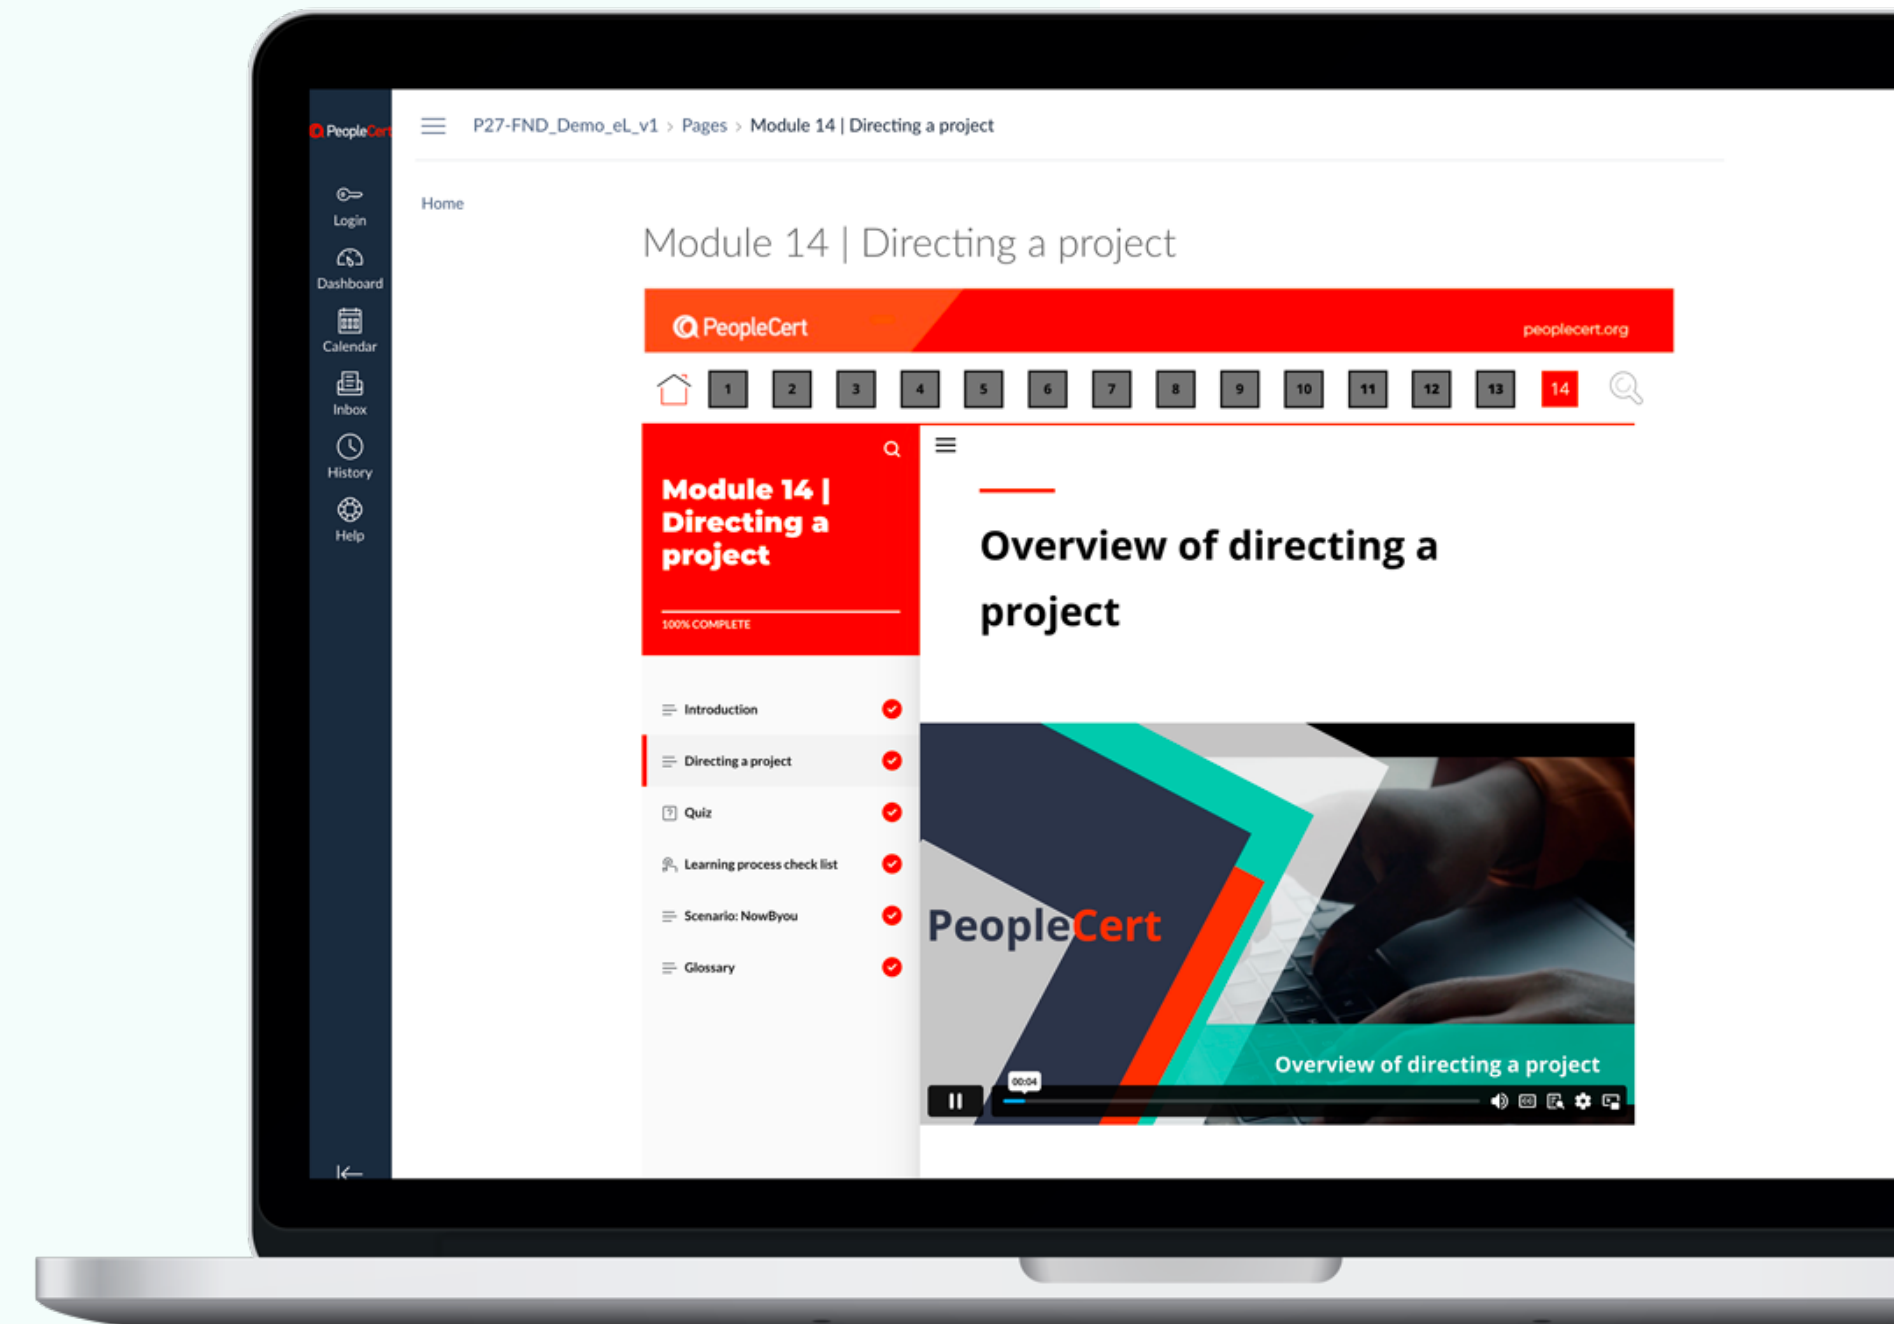 PeopleCert
P27-FND_Demo_eL_v1 > Pages > Module 14 | Directing a project
Login
Dashboard
Calendar
Inbox
History
Help
Home
Module 14 | Directing a project
PeopleCert
peoplecert.org
1 2 3 4 5 6 7 8 9 10 11 12 13 14
Module 14 |
Directing a
project
100% COMPLETE
Introduction
Directing a project
Quiz
Learning process check list
Scenario: NowByou
Glossary
Overview of directing a
project
PeopleCert
Overview of directing a project
00:04